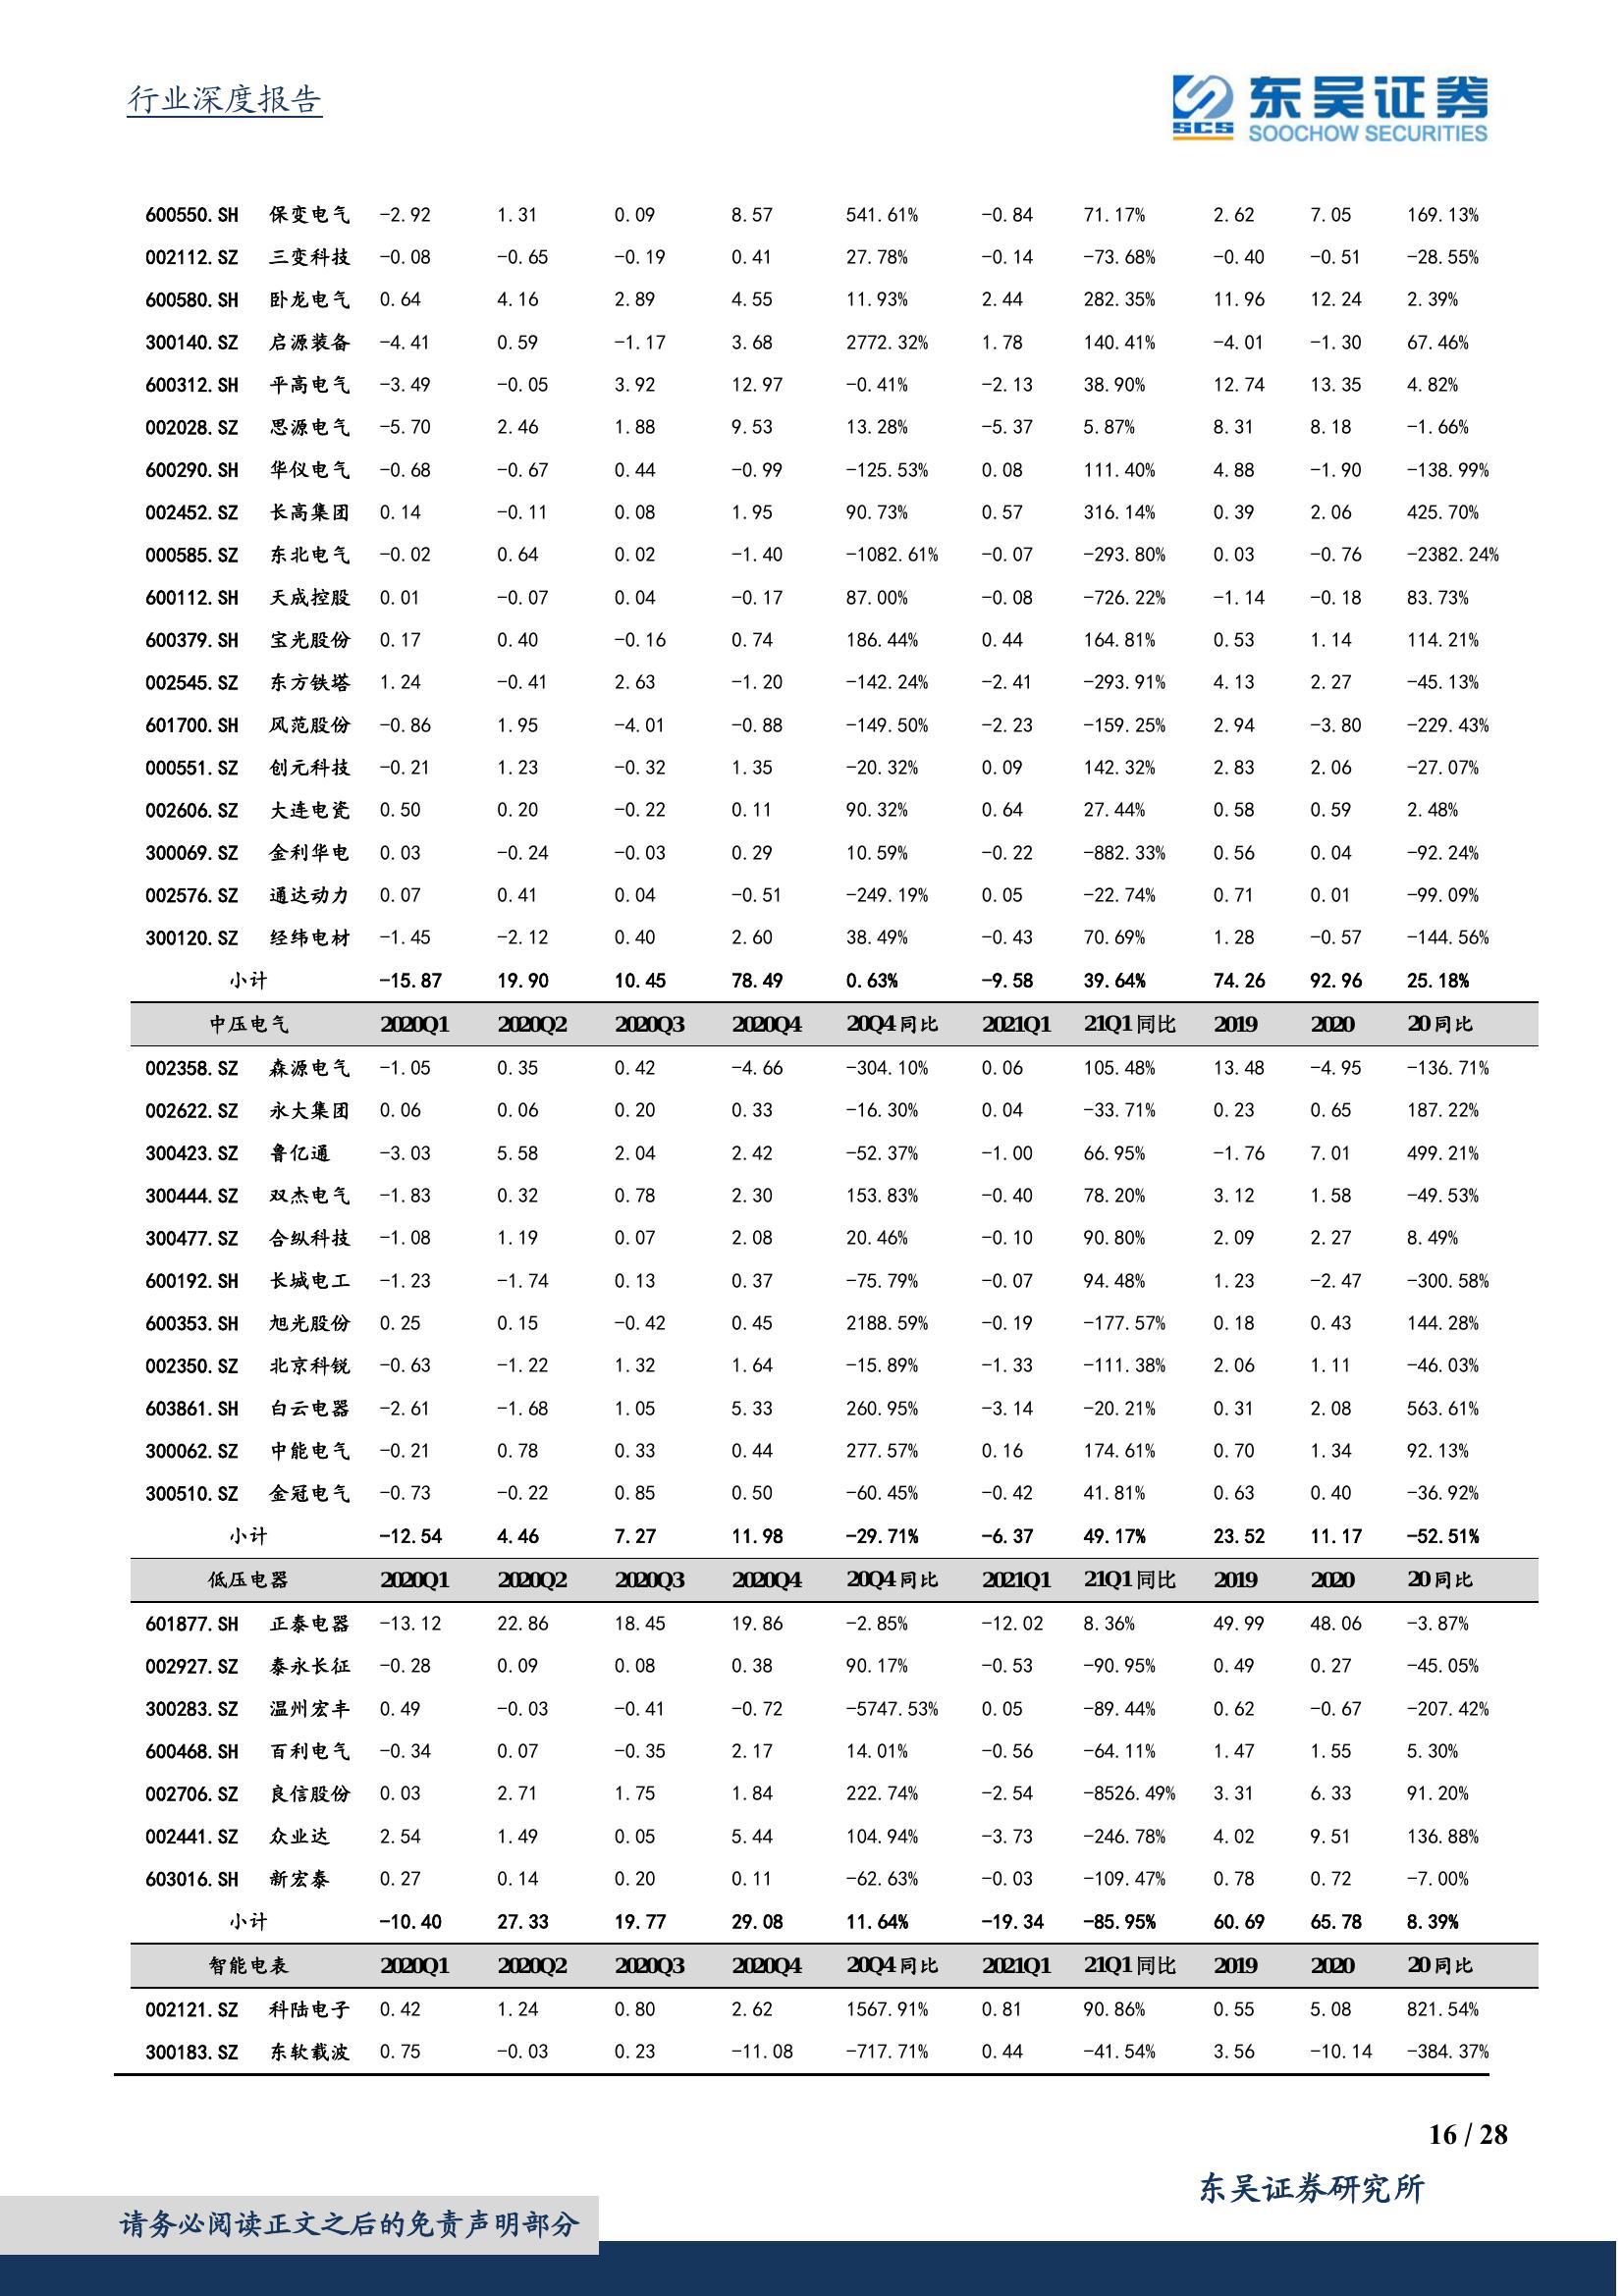 行业深度报告
东吴证券
SCS
SOOCHOW SECURITIES
600550.SH 保变电气 -2.92 1.31 0.09 8.57 541.61% -0.84 71.17% 2.62 7.05 169.13%
002112.SZ 三变科技 -0.08 -0.65 -0.19 0.41 27.78% -0.14 -73.68% -0.40 -0.51 -28.55%
600580.SH 卧龙电气 0.64 4.16 2.89 4.55 11.93% 2.44 282.35% 11.96 12.24 2.39%
300140.SZ 启源装备 -4.41 0.59 -1.17 3.68 2772.32% 1.78 140.41% -4.01 -1.30 67.46%
600312.SH 平高电气 -3.49 -0.05 3.92 12.97 -0.41% -2.13 38.90% 12.74 13.35 4.82%
002028.SZ 思源电气 -5.70 2.46 1.88 9.53 13.28% -5.37 5.87% 8.31 8.18 -1.66%
600290.SH 华仪电气 -0.68 -0.67 0.44 -0.99 -125.53% 0.08 111.40% 4.88 -1.90 -138.99%
002452.SZ 长高集团 0.14 -0.11 0.08 1.95 90.73% 0.57 316.14% 0.39 2.06 425.70%
000585.SZ 东北电气 -0.02 0.64 0.02 -1.40 -1082.61% -0.07 -293.80% 0.03 -0.76 -2382.24%
600112.SH 天成控股 0.01 -0.07 0.04 -0.17 87.00% -0.08 -726.22% -1.14 -0.18 83.73%
600379.SH 宝光股份 0.17 0.40 -0.16 0.74 186.44% 0.44 164.81% 0.53 1.14 114.21%
002545.SZ 东方铁塔 1.24 -0.41 2.63 -1.20 -142.24% -2.41 -293.91% 4.13 2.27 -45.13%
601700.SH 风范股份 -0.86 1.95 -4.01 -0.88 -149.50% -2.23 -159.25% 2.94 -3.80 -229.43%
000551.SZ 创元科技 -0.21 1.23 -0.32 1.35 -20.32% 0.09 142.32% 2.83 2.06 -27.07%
002606.SZ 大连电瓷 0.50 0.20 -0.22 0.11 90.32% 0.64 27.44% 0.58 0.59 2.48%
300069.SZ 金利华电 0.03 -0.24 -0.03 0.29 10.59% -0.22 -882.33% 0.56 0.04 -92.24%
002576.SZ 通达动力 0.07 0.41 0.04 -0.51 -249.19% 0.05 -22.74% 0.71 0.01 -99.09%
300120.SZ 经纬电材 -1.45 -2.12 0.40 2.60 38.49% -0.43 70.69% 1.28 -0.57 -144.56%
小计 -15.87 19.90 10.45 78.49 0.63% -9.58 39.64% 74.26 92.96 25.18%
中压电气 2020Q1 2020Q2 2020Q3 2020Q4 20Q4同比 2021Q1 21Q1同比 2019 2020 20同比
002358.SZ 森源电气 -1.05 0.35 0.42 -4.66 -304.10% 0.06 105.48% 13.48 -4.95 -136.71%
002622.SZ 永大集团 0.06 0.06 0.20 0.33 -16.30% 0.04 -33.71% 0.23 0.65 187.22%
300423.SZ 鲁亿通 -3.03 5.58 2.04 2.42 -52.37% -1.00 66.95% -1.76 7.01 499.21%
300444.SZ 双杰电气 -1.83 0.32 0.78 2.30 153.83% -0.40 78.20% 3.12 1.58 -49.53%
300477.SZ 合纵科技 -1.08 1.19 0.07 2.08 20.46% -0.10 90.80% 2.09 2.27 8.49%
600192.SH 长城电工 -1.23 -1.74 0.13 0.37 -75.79% -0.07 94.48% 1.23 -2.47 -300.58%
600353.SH 旭光股份 0.25 0.15 -0.42 0.45 2188.59% -0.19 -177.57% 0.18 0.43 144.28%
002350.SZ 北京科锐 -0.63 -1.22 1.32 1.64 -15.89% -1.33 -111.38% 2.06 1.11 -46.03%
603861.SH 白云电器 -2.61 -1.68 1.05 5.33 260.95% -3.14 -20.21% 0.31 2.08 563.61%
300062.SZ 中能电气 -0.21 0.78 0.33 0.44 277.57% 0.16 174.61% 0.70 1.34 92.13%
300510.SZ 金冠电气 -0.73 -0.22 0.85 0.50 -60.45% -0.42 41.81% 0.63 0.40 -36.92%
小计 -12.54 4.46 7.27 11.98 -29.71% -6.37 49.17% 23.52 11.17 -52.51%
低压电器 2020Q1 2020Q2 2020Q3 2020Q4 20Q4同比 2021Q1 21Q1同比 2019 2020 20同比
601877.SH 正泰电器 -13.12 22.86 18.45 19.86 -2.85% -12.02 8.36% 49.99 48.06 -3.87%
002927.SZ 泰永长征 -0.28 0.09 0.08 0.38 90.17% -0.53 -90.95% 0.49 0.27 -45.05%
300283.SZ 温州宏丰 0.49 -0.03 -0.41 -0.72 -5747.53% 0.05 -89.44% 0.62 -0.67 -207.42%
600468.SH 百利电气 -0.34 0.07 -0.35 2.17 14.01% -0.56 -64.11% 1.47 1.55 5.30%
002706.SZ 良信股份 0.03 2.71 1.75 1.84 222.74% -2.54 -8526.49% 3.31 6.33 91.20%
002441.SZ 众业达 2.54 1.49 0.05 5.44 104.94% -3.73 -246.78% 4.02 9.51 136.88%
603016.SH 新宏泰 0.27 0.14 0.20 0.11 -62.63% -0.03 -109.47% 0.78 0.72 -7.00%
小计 -10.40 27.33 19.77 29.08 11.64% -19.34 -85.95% 60.69 65.78 8.39%
智能电表 2020Q1 2020Q2 2020Q3 2020Q4 20Q4同比 2021Q1 21Q1同比 2019 2020 20同比
002121.SZ 科陆电子 0.42 1.24 0.80 2.62 1567.91% 0.81 90.86% 0.55 5.08 821.54%
300183.SZ 东软载波 0.75 -0.03 0.23 -11.08 -717.71% 0.44 -41.54% 3.56 -10.14 -384.37%
16 / 28
东吴证券研究所
请务必阅读正文之后的免责声明部分